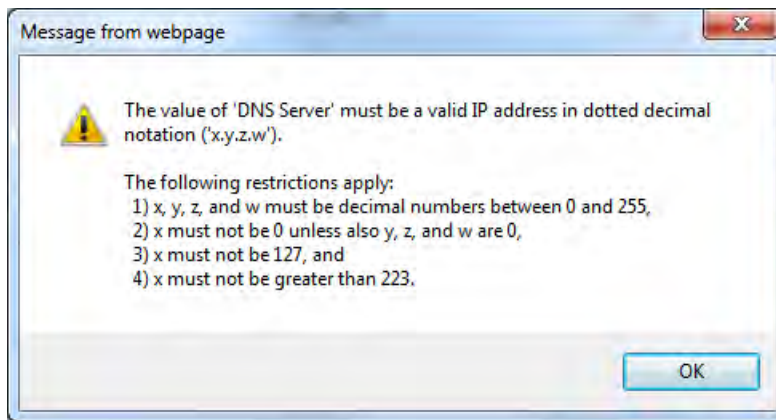 Message from webpage
The value of 'DNS Server' must be a valid IP address in dotted decimal
notation ('x.y.z.w').
The following restrictions apply:
1) x, y, z, and w must be decimal numbers between 0 and 255,
2) x must not be 0 unless also y, z, and w are 0,
3) x must not be 127, and
4) x must not be greater than 223.
OK